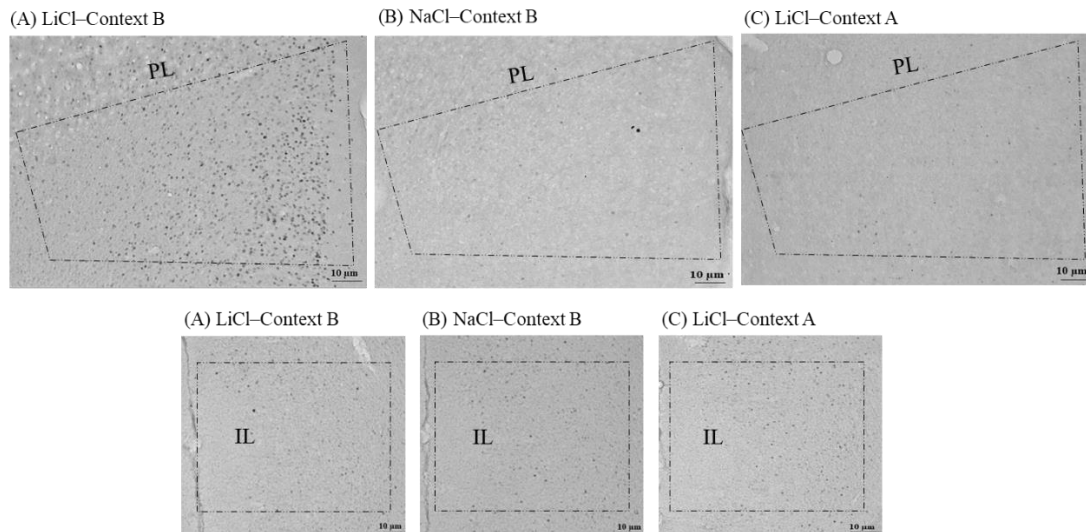 (A) LiCl–Context B
(B) NaCl–Context B
(C) LiCl–Context A
PL
PL
PL
10 µm
10 µm
10 µm
(A) LiCl–Context B
(B) NaCl–Context B
(C) LiCl–Context A
IL
IL
IL
10 µm
10 µm
10 µm